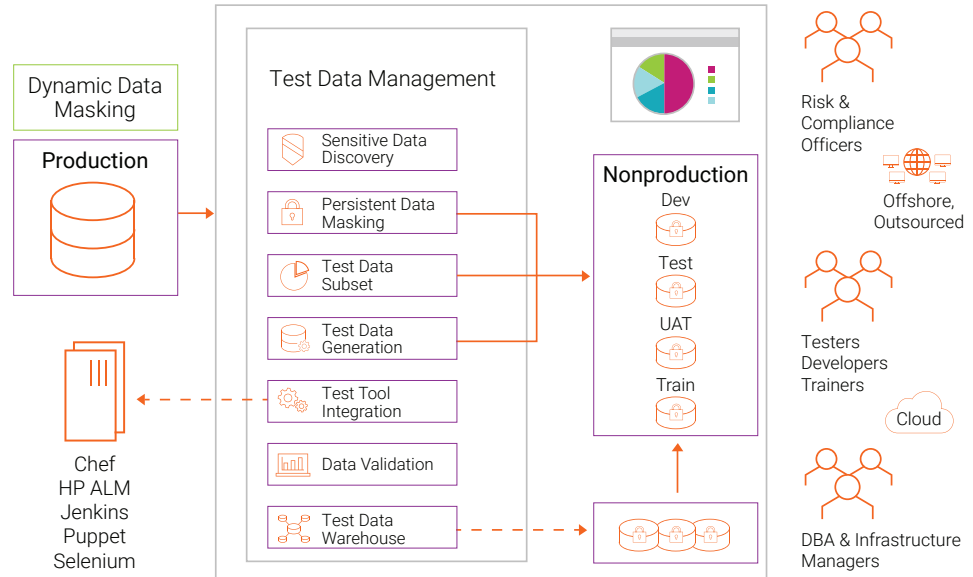 Dynamic Data
Masking
Production
Chef
HP ALM
Jenkins
Puppet
Selenium
Test Data Management
Sensitive Data
Discovery
Persistent Data
Masking
Test Data
Subset
Test Data
Generation
Test Tool
Integration
Data Validation
Test Data
Warehouse
Nonproduction
Dev
Test
UAT
Train
Risk &
Compliance
Officers
Offshore,
Outsourced
Testers
Developers
Trainers
Cloud
DBA & Infrastructure
Managers